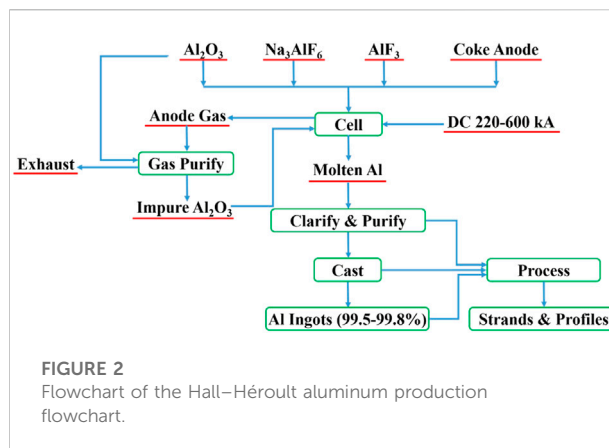 Al₂O₃ Na₃AlF₆ AlF₃ Coke Anode
Anode Gas Cell DC 220-600 kA
Exhaust Gas Purify Molten Al
Impure Al₂O₃ Clarify & Purify
Cast Process
Al Ingots (99.5-99.8%) Strands & Profiles
FIGURE 2
Flowchart of the Hall–Héroult aluminum production
flowchart.